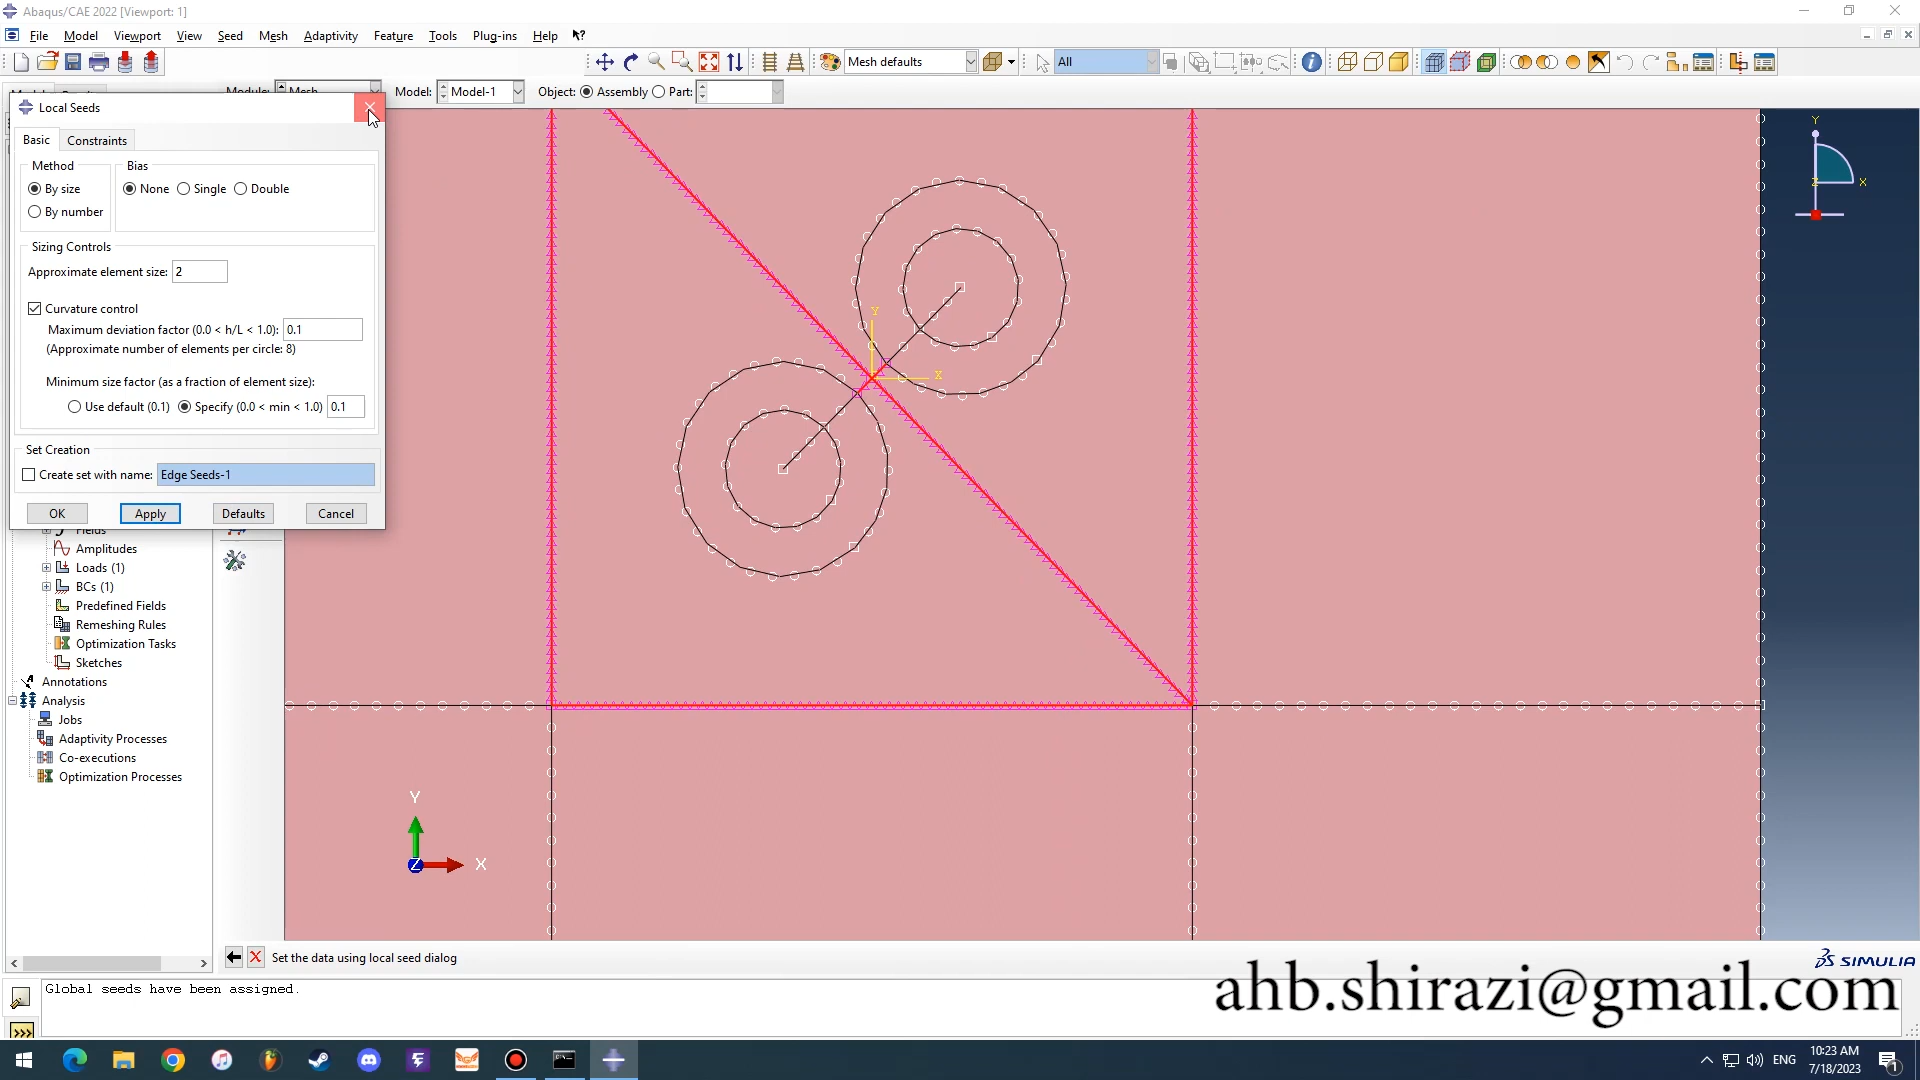 Abaqus/CAE 2022 [Viewport: 1]
File Model Viewport View Seed Mesh Adaptivity Feature Tools Plug-ins Help
Mesh defaults All
Module: Mesh Model: Model-1 Object: Assembly Part:
Local Seeds
Basic Constraints
Method Bias
By size None Single Double
By number
Sizing Controls
Approximate element size: 2
Curvature control
Maximum deviation factor (0.0 < h/L < 1.0): 0.1
(Approximate number of elements per circle: 8)
Minimum size factor (as a fraction of element size):
Use default (0.1) Specify (0.0 < min < 1.0) 0.1
Set Creation
Create set with name: Edge Seeds-1
OK Apply Defaults Cancel
Fields
Amplitudes
Loads (1)
BCs (1)
Predefined Fields
Remeshing Rules
Optimization Tasks
Sketches
Annotations
Analysis
Jobs
Adaptivity Processes
Co-executions
Optimization Processes
Y
X
Z
Y
X
Y
Z
X
Set the data using local seed dialog
SIMULIA
Global seeds have been assigned.
ahb.shirazi@gmail.com
>>>
ENG
10:23 AM
7/18/2023
1